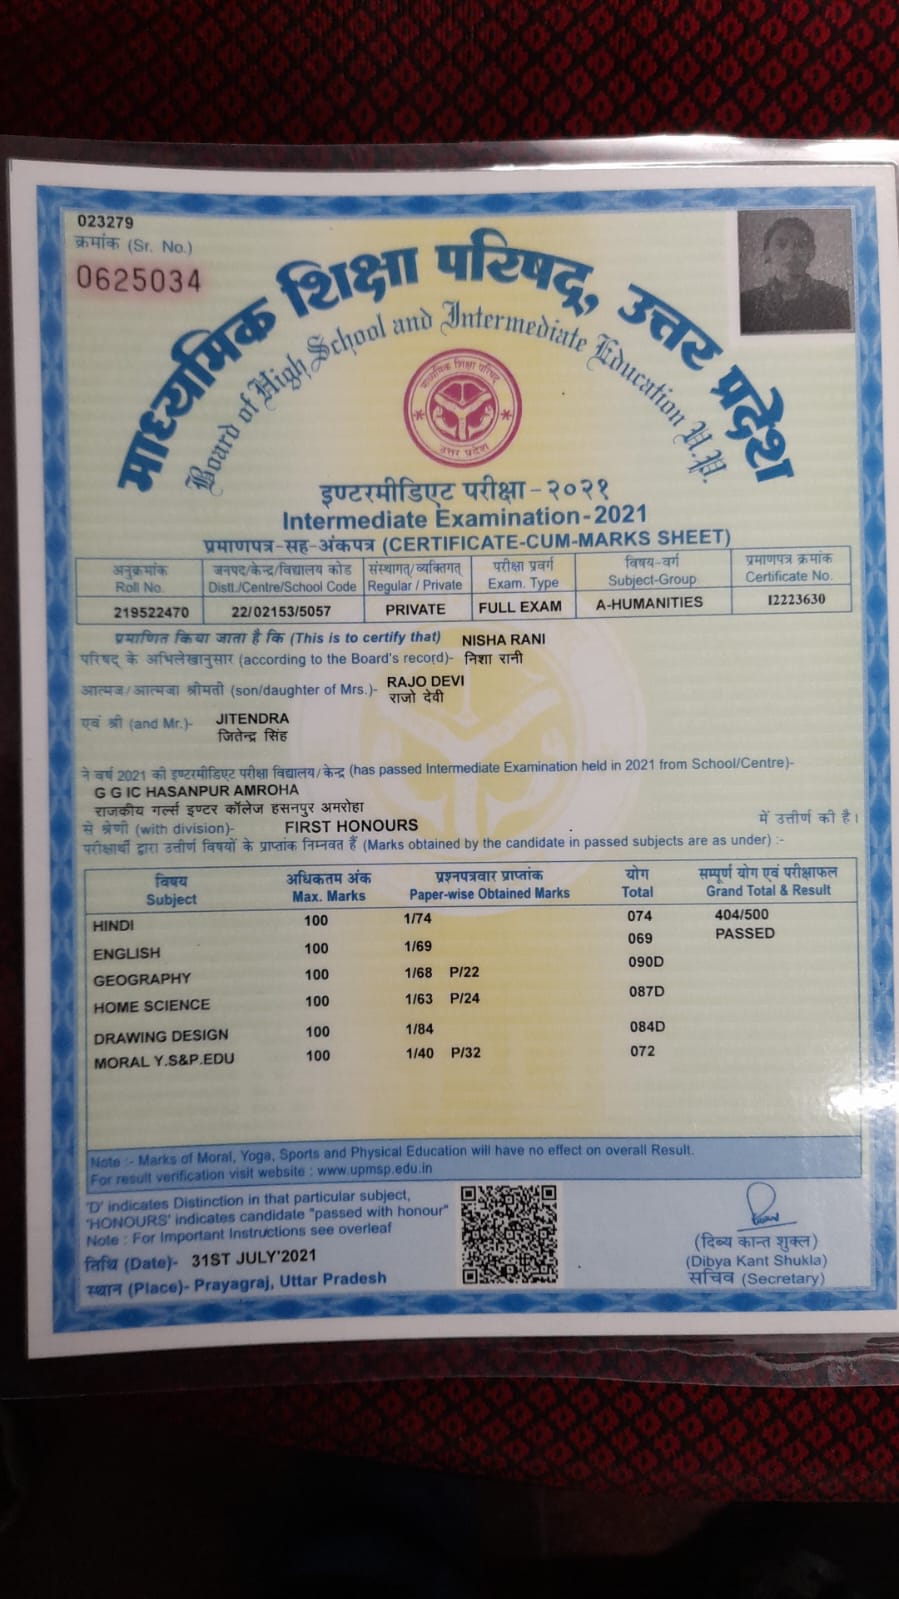 023279
क्रमांक (Sr. No.)
0625034
माध्यमिक शिक्षा परिषद्, उत्तर प्रदेश
Board of High School and Intermediate Education U.P.
माध्यमिक शिक्षा परिषद्
उत्तर प्रदेश
इण्टरमीडिएट परीक्षा-२०२१
Intermediate Examination-2021
प्रमाणपत्र-सह-अंकपत्र (CERTIFICATE-CUM-MARKS SHEET)
अनुक्रमांक जनपद/केन्द्र/विद्यालय कोड संस्थागत/व्यक्तिगत् परीक्षा प्रवर्ग विषय-वर्ग प्रमाणपत्र क्रमांक
Roll No. Distt./Centre/School Code Regular / Private Exam. Type Subject-Group Certificate No.
219522470 22/02153/5057 PRIVATE FULL EXAM A-HUMANITIES I2223630
प्रमाणित किया जाता है कि (This is to certify that) NISHA RANI
परिषद् के अभिलेखानुसार (according to the Board's record)- निशा रानी
आत्मज/आत्मजा श्रीमती (son/daughter of Mrs.)- RAJO DEVI
राजो देवी
एवं श्री (and Mr.)- JITENDRA
जितेन्द्र सिंह
ने वर्ष 2021 की इण्टरमीडिएट परीक्षा विद्यालय/केन्द्र (has passed Intermediate Examination held in 2021 from School/Centre)-
G G IC HASANPUR AMROHA
राजकीय गर्ल्स इण्टर कॉलेज हसनपुर अमरोहा
से श्रेणी (with division)- FIRST HONOURS में उत्तीर्ण की है।
परीक्षार्थी द्वारा उत्तीर्ण विषयों के प्राप्तांक निम्नवत हैं (Marks obtained by the candidate in passed subjects are as under) :-
विषय अधिकतम अंक प्रश्नपत्रवार प्राप्तांक योग सम्पूर्ण योग एवं परीक्षाफल
Subject Max. Marks Paper-wise Obtained Marks Total Grand Total & Result
HINDI 100 1/74 074 404/500
PASSED
ENGLISH 100 1/69 069
GEOGRAPHY 100 1/68 P/22 090D
HOME SCIENCE 100 1/63 P/24 087D
DRAWING DESIGN 100 1/84 084D
MORAL Y.S&P.EDU 100 1/40 P/32 072
Note :- Marks of Moral, Yoga, Sports and Physical Education will have no effect on overall Result.
For result verification visit website : www.upmsp.edu.in
'D' indicates Distinction in that particular subject,
'HONOURS' indicates candidate "passed with honour"
Note : For Important Instructions see overleaf
तिथि (Date)- 31ST JULY'2021
स्थान (Place)- Prayagraj, Uttar Pradesh
(दिब्य कान्त शुक्ल)
(Dibya Kant Shukla)
सचिव (Secretary)